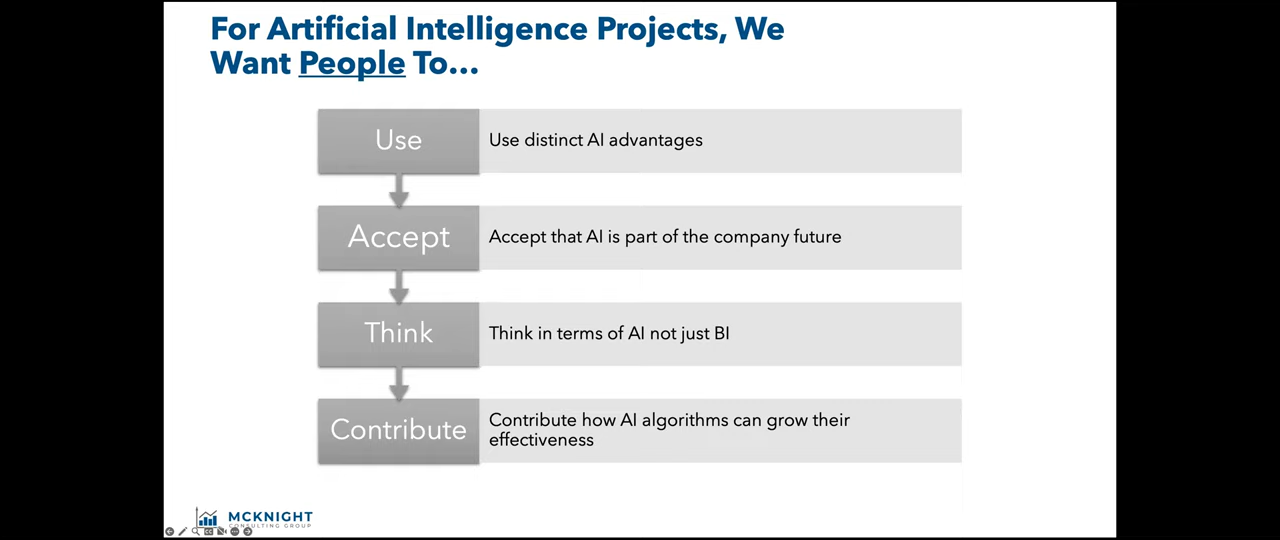 For Artificial Intelligence Projects, We
Want People To...
Use
Use distinct AI advantages
Accept
Accept that AI is part of the company future
Think
Think in terms of AI not just BI
Contribute
Contribute how AI algorithms can grow their
effectiveness
MCKNIGHT
CONSULTING GROUP